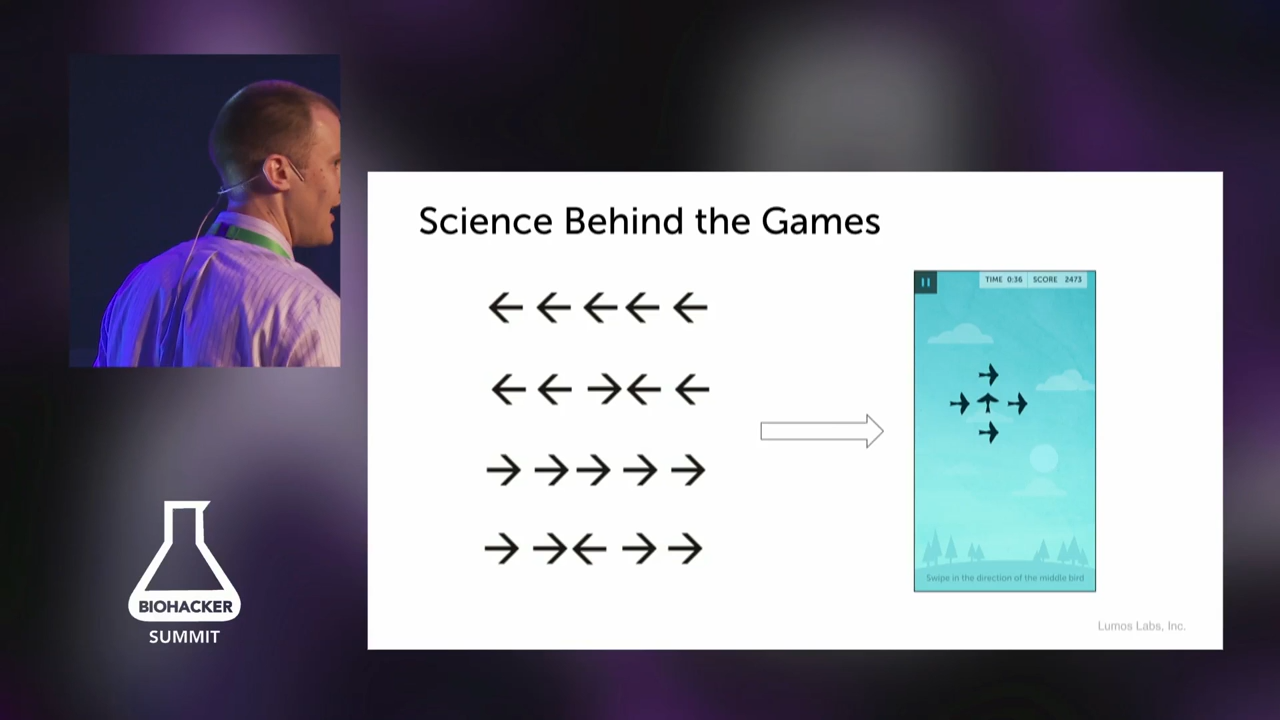 Science Behind the Games
TIME 0:36 SCORE 2473
Swipe in the direction of the middle bird
Lumos Labs, Inc.
BIOHACKER
SUMMIT